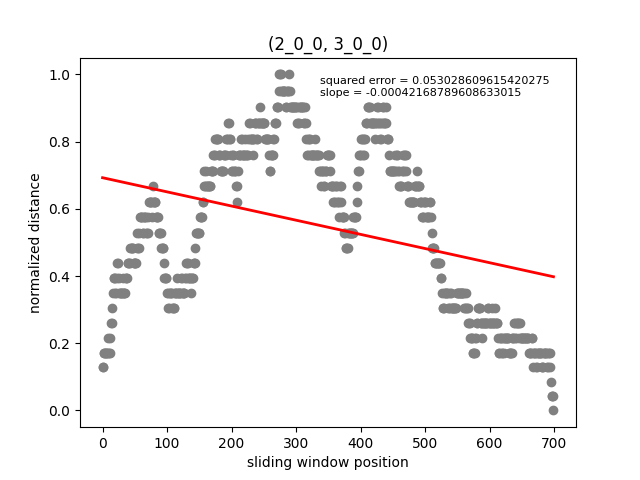 (2_0_0, 3_0_0)
squared error = 0.053028609615420275
slope = -0.00042168789608633015
normalized distance
1.0
0.8
0.6
0.4
0.2
0.0
0 100 200 300 400 500 600 700
sliding window position